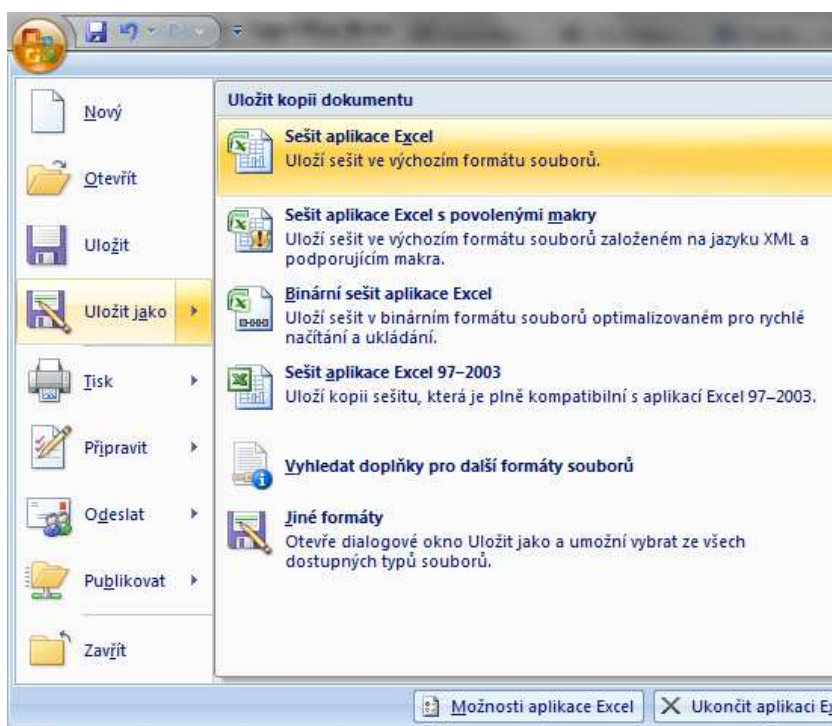 Nový
Otevřít
Uložit
Uložit jako
Tisk
Připravit
Odeslat
Publikovat
Zavřít
Uložit kopii dokumentu
Sešit aplikace Excel
Uloží sešit ve výchozím formátu souborů.
Sešit aplikace Excel s povolenými makry
Uloží sešit ve výchozím formátu souborů založeném na jazyku XML a
podporujícím makra.
Binární sešit aplikace Excel
Uloží sešit v binárním formátu souborů optimalizovaném pro rychlé
načítání a ukládání.
Sešit aplikace Excel 97–2003
Uloží kopii sešitu, která je plně kompatibilní s aplikací Excel 97–2003.
Vyhledat doplňky pro další formáty souborů
Jiné formáty
Otevře dialogové okno Uložit jako a umožní vybrat ze všech
dostupných typů souborů.
Možnosti aplikace Excel
Ukončit aplikaci